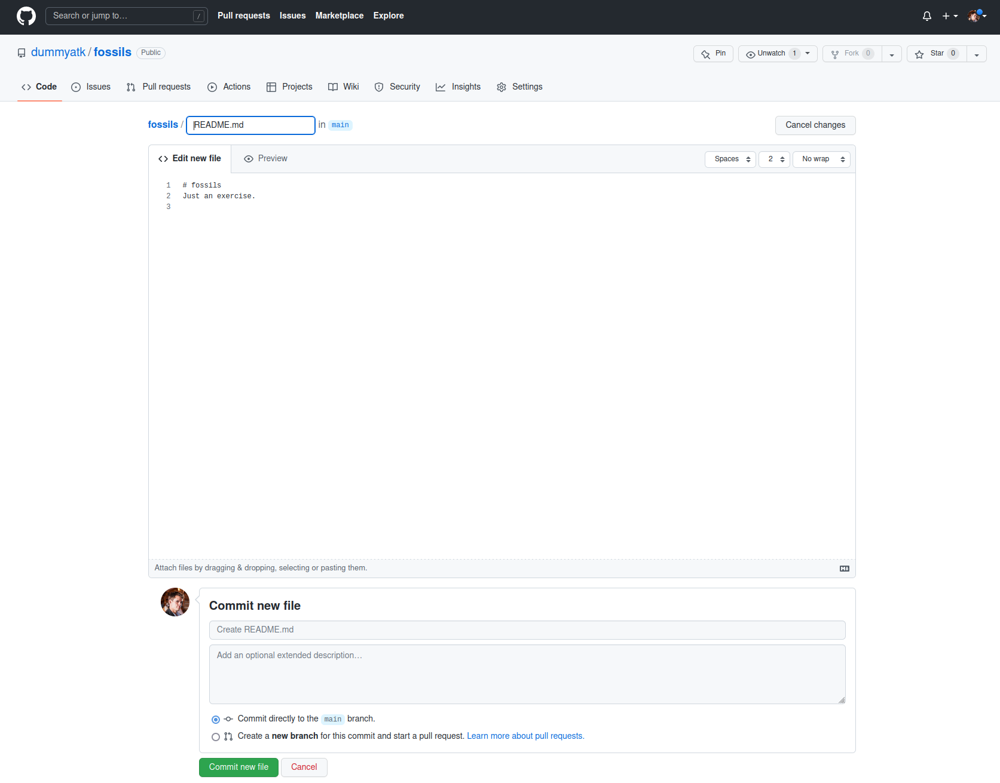 Search or jump to… /
Pull requests Issues Marketplace Explore
dummyatk / fossils Public
Pin Unwatch 1 Fork 0 Star 0
Code Issues Pull requests Actions Projects Wiki Security Insights Settings
fossils / README.md in main Cancel changes
Edit new file Preview Spaces 2 No wrap
1 # fossils
2 Just an exercise.
3
Attach files by dragging & dropping, selecting or pasting them.
Commit new file
Create README.md
Add an optional extended description…
Commit directly to the main branch.
Create a new branch for this commit and start a pull request. Learn more about pull requests.
Commit new file Cancel